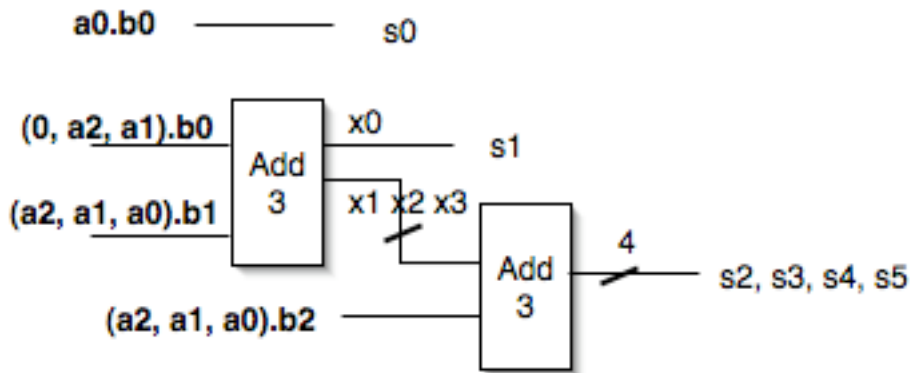 a0.b0
s0
(0, a2, a1).b0
Add
3
x0
s1
(a2, a1, a0).b1
x1 x2 x3
Add
3
4
s2, s3, s4, s5
(a2, a1, a0).b2